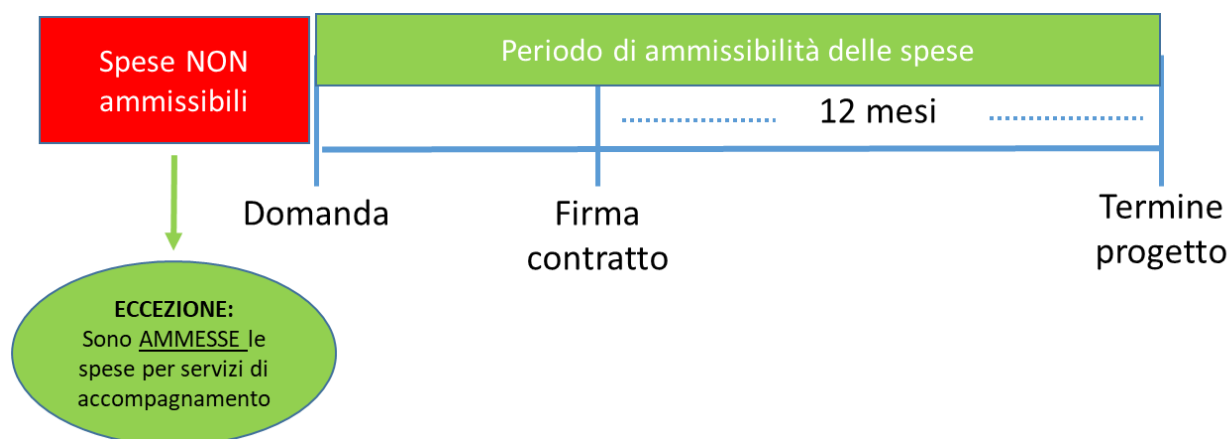 Spese NON
ammissibili
Periodo di ammissibilità delle spese
12 mesi
Domanda
Firma
contratto
Termine
progetto
ECCEZIONE:
Sono AMMESSE le
spese per servizi di
accompagnamento